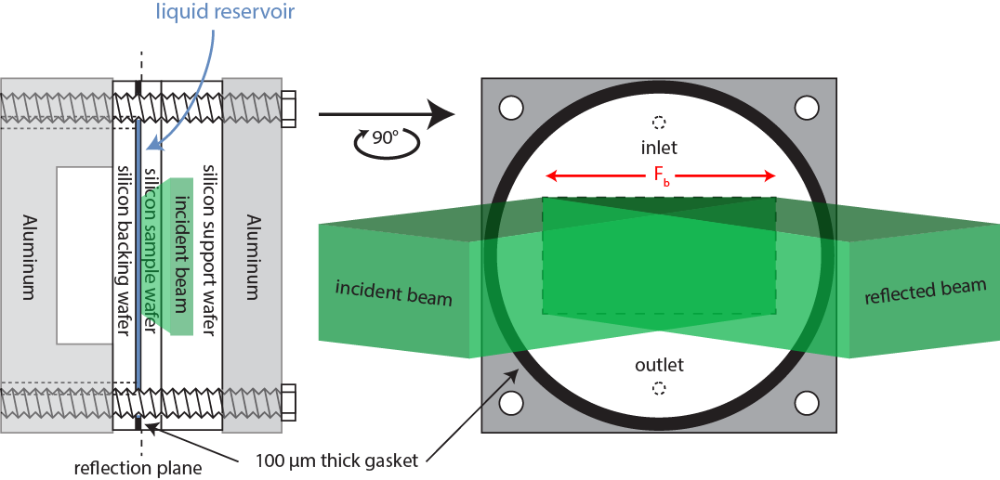 liquid reservoir
Aluminum
silicon backing wafer
silicon sample wafer
incident beam
silicon support wafer
Aluminum
reflection plane
100 µm thick gasket
90°
inlet
Fb
incident beam
reflected beam
outlet